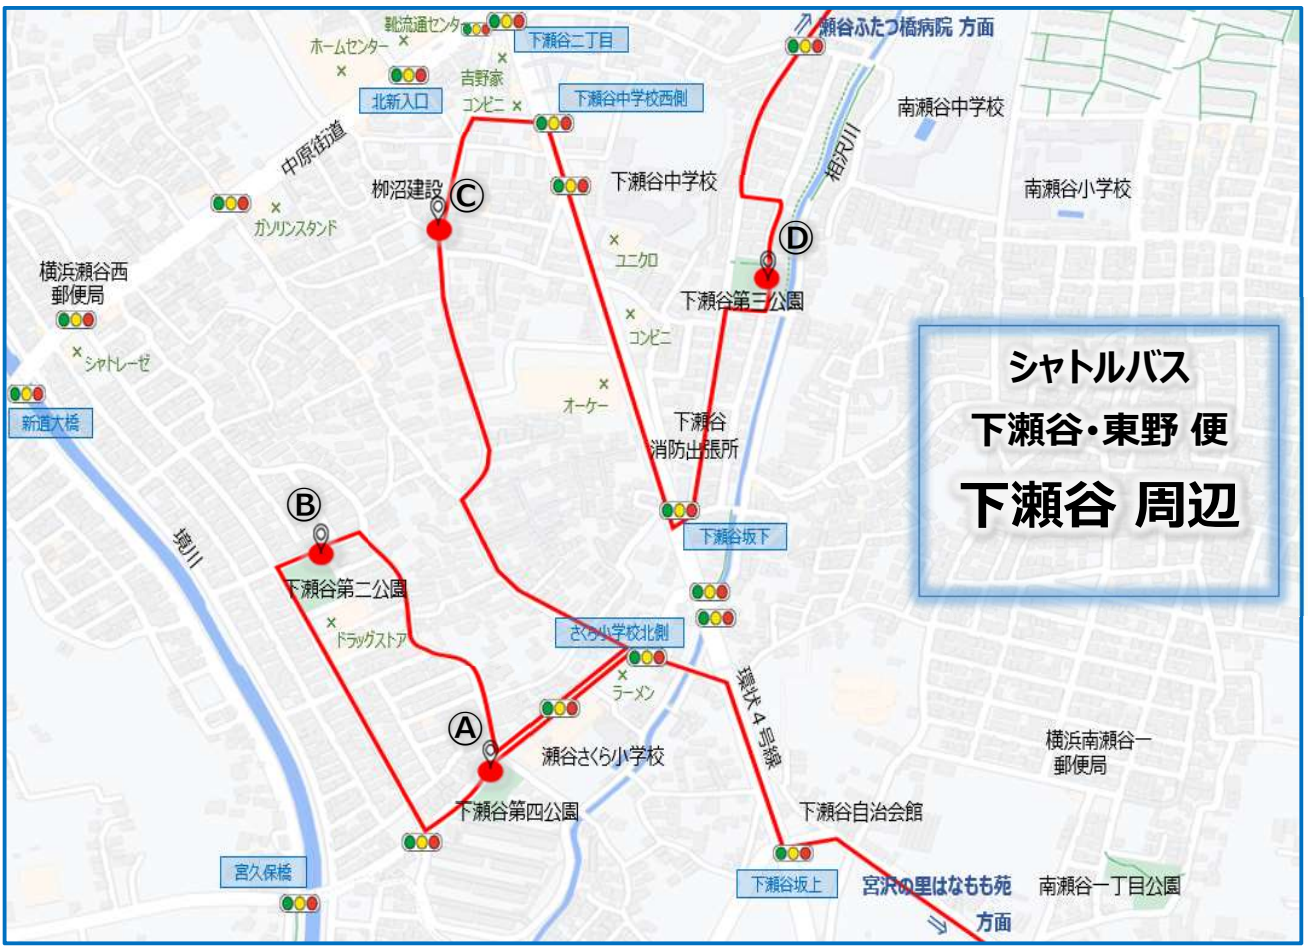 靴流通センター
ホームセンター
下瀬谷二丁目
瀬谷ふたつ橋病院 方面
吉野家
北新入口
コンビニ
下瀬谷中学校西側
南瀬谷中学校
中原街道
相沢川
栁沼建設
Ⓒ
下瀬谷中学校
南瀬谷小学校
ガソリンスタンド
Ⓓ
ユニクロ
横浜瀬谷西
郵便局
下瀬谷第三公園
コンビニ
シャトレーゼ
シャトルバス
下瀬谷・東野 便
下瀬谷 周辺
オーケー
新道大橋
下瀬谷
消防出張所
Ⓑ
下瀬谷坂下
境川
下瀬谷第二公園
ドラッグストア
さくら小学校北側
ラーメン
環状4号線
Ⓐ
瀬谷さくら小学校
横浜南瀬谷一
郵便局
下瀬谷第四公園
下瀬谷自治会館
宮久保橋
下瀬谷坂上
宮沢の里はなもも苑
方面
南瀬谷一丁目公園